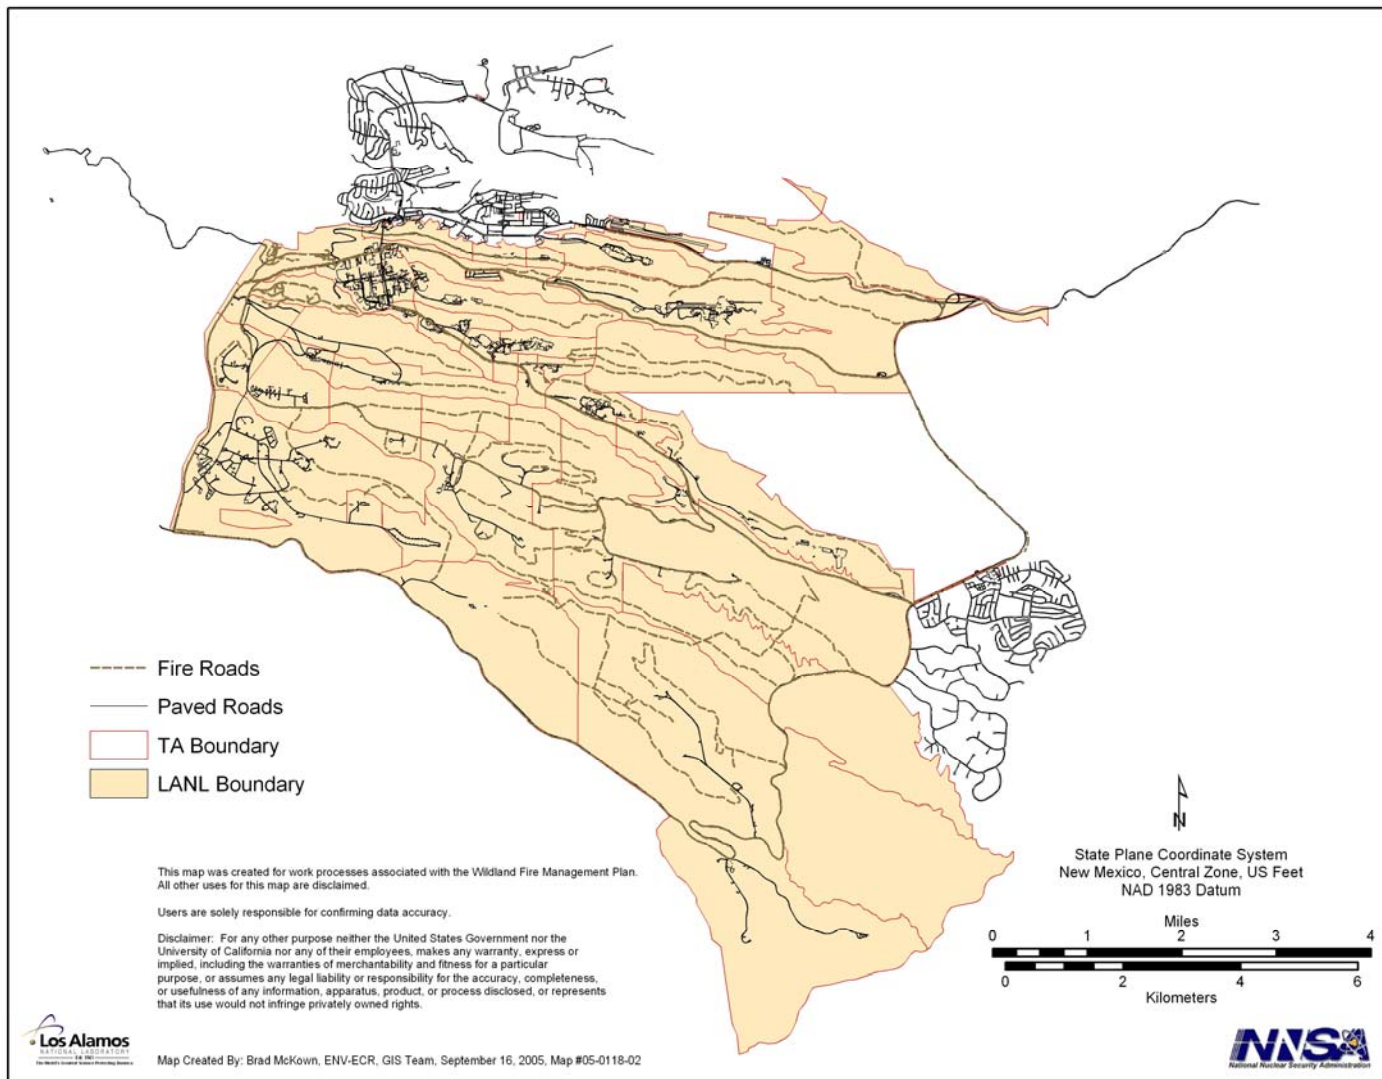 Fire Roads
Paved Roads
TA Boundary
LANL Boundary
This map was created for work processes associated with the Wildland Fire Management Plan.
All other uses for this map are disclaimed.
Users are solely responsible for confirming data accuracy.
Disclaimer: For any other purpose neither the United States Government nor the
University of California nor any of their employees, makes any warranty, express or
implied, including the warranties of merchantability and fitness for a particular
purpose, or assumes any legal liability or responsibility for the accuracy, completeness,
or usefulness of any information, apparatus, product, or process disclosed, or represents
that its use would not infringe privately owned rights.
N
State Plane Coordinate System
New Mexico, Central Zone, US Feet
NAD 1983 Datum
Miles
0 1 2 3 4
0 2 4 6
Kilometers
Los Alamos
NATIONAL LABORATORY
Map Created By: Brad McKown, ENV-ECR, GIS Team, September 16, 2005, Map #05-0118-02
NNSA
National Nuclear Security Administration